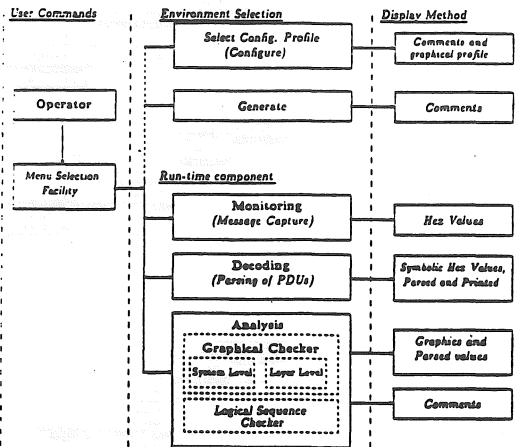 User Commands
Environment Selection
Display Method
Select Config. Profile
(Configure)
Comments and
graphical profile
Operator
Generate
Comments
Menu Selection
Facility
Run-time component
Monitoring
(Message Capture)
Hex Values
Decoding
(Parsing of PDUs)
Symbolic Hex Values,
Parsed and Printed
Analysis
Graphical Checker
System Level
Layer Level
Graphics and
Parsed values
Logical Sequence
Checker
Comments